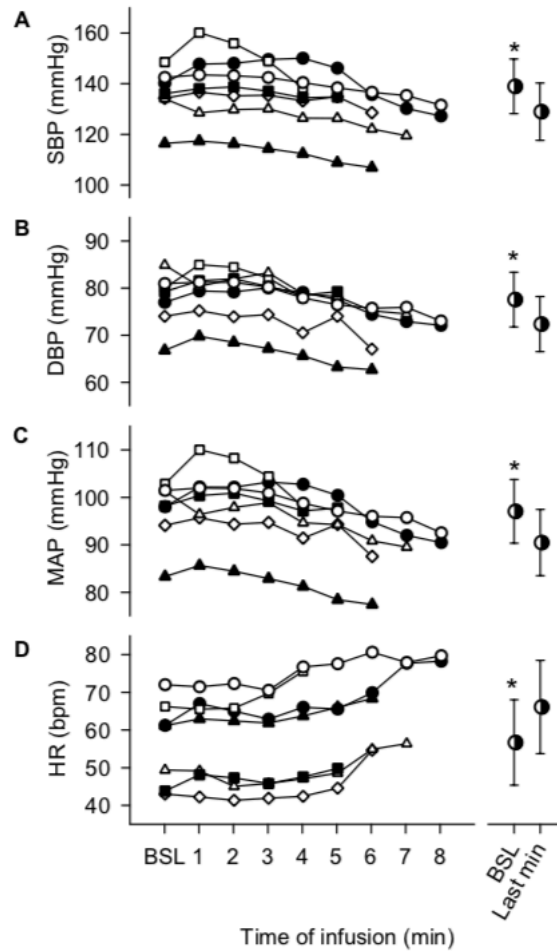 A
SBP (mmHg)
160
140
120
100
*
B
DBP (mmHg)
90
80
70
60
*
C
MAP (mmHg)
110
100
90
80
*
D
HR (bpm)
80
70
60
50
40
*
BSL 1 2 3 4 5 6 7 8
BSL
Last min
Time of infusion (min)